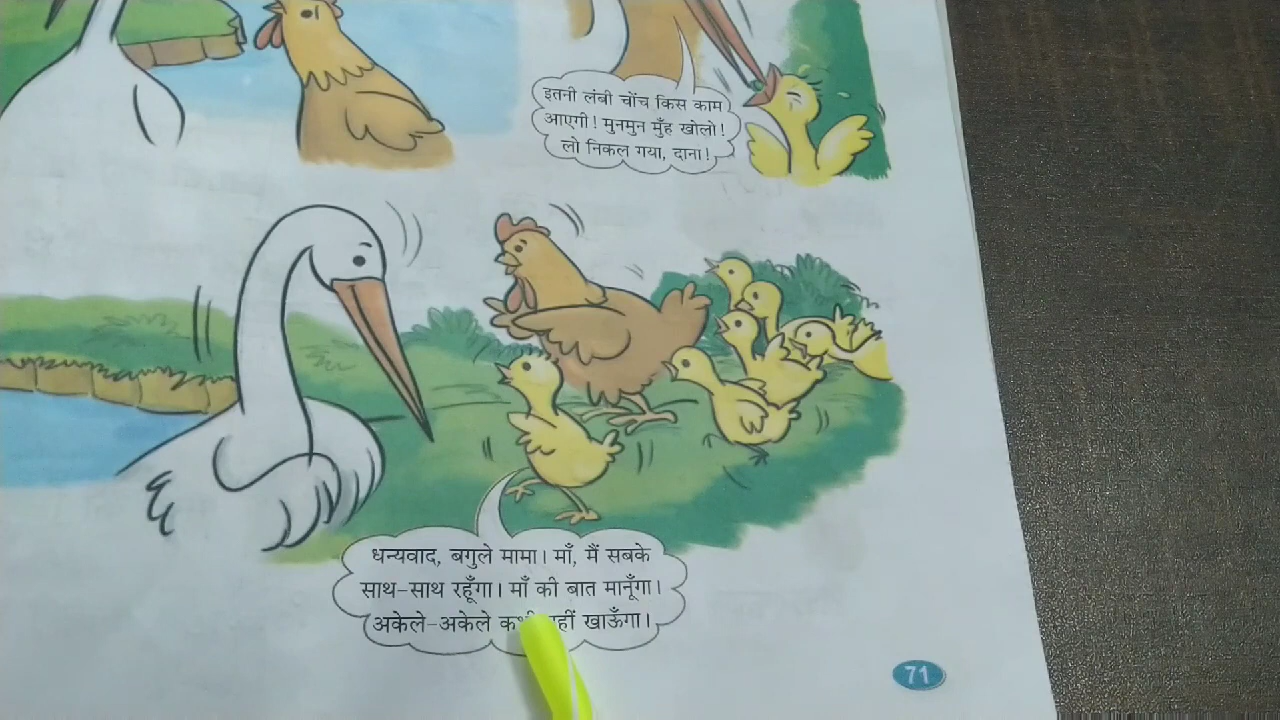 इतनी लंबी चोंच किस काम
आएगी! मुनमुन मुँह खोलो!
लो निकल गया, दाना!
धन्यवाद, बगुले मामा। माँ, मैं सबके
साथ-साथ रहूँगा। माँ की बात मानूँगा।
अकेले-अकेले खाऊँगा।
71